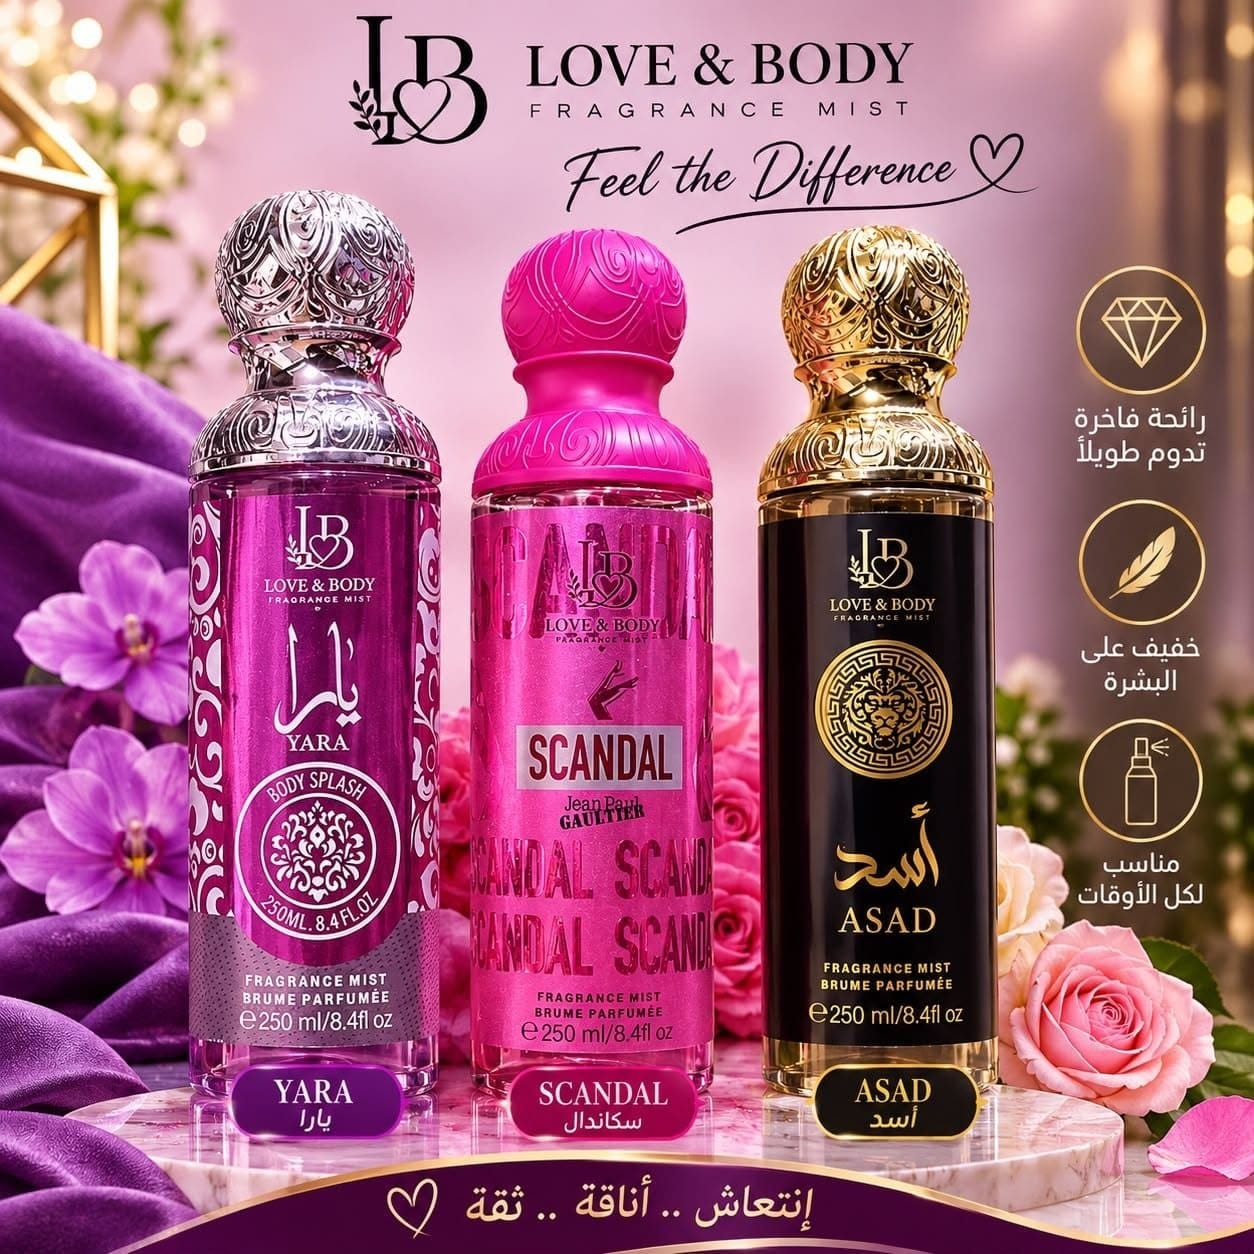 LB
LOVE & BODY
FRAGRANCE MIST
Feel the Difference
رائحة فاخرة
تدوم طويلاً
خفيف على
البشرة
مناسب
لكل الأوقات
LB
LOVE & BODY
FRAGRANCE MIST
يارا
YARA
BODY SPLASH
250ML. 8.4 FL.OZ
FRAGRANCE MIST
BRUME PARFUMÉE
℮ 250 ml/8.4fl oz
YARA
يارا
SCANDAL
LB
LOVE & BODY
FRAGRANCE MIST
SCANDAL
Jean Paul
GAULTIER
SCANDAL SCANDA
SCANDAL SCANDA
FRAGRANCE MIST
BRUME PARFUMÉE
℮ 250 ml/8.4fl oz
SCANDAL
سكاندال
LB
LOVE & BODY
FRAGRANCE MIST
أسد
ASAD
FRAGRANCE MIST
BRUME PARFUMÉE
℮250 ml/8.4fl oz
ASAD
أسد
إنتعاش .. أناقة .. ثقة